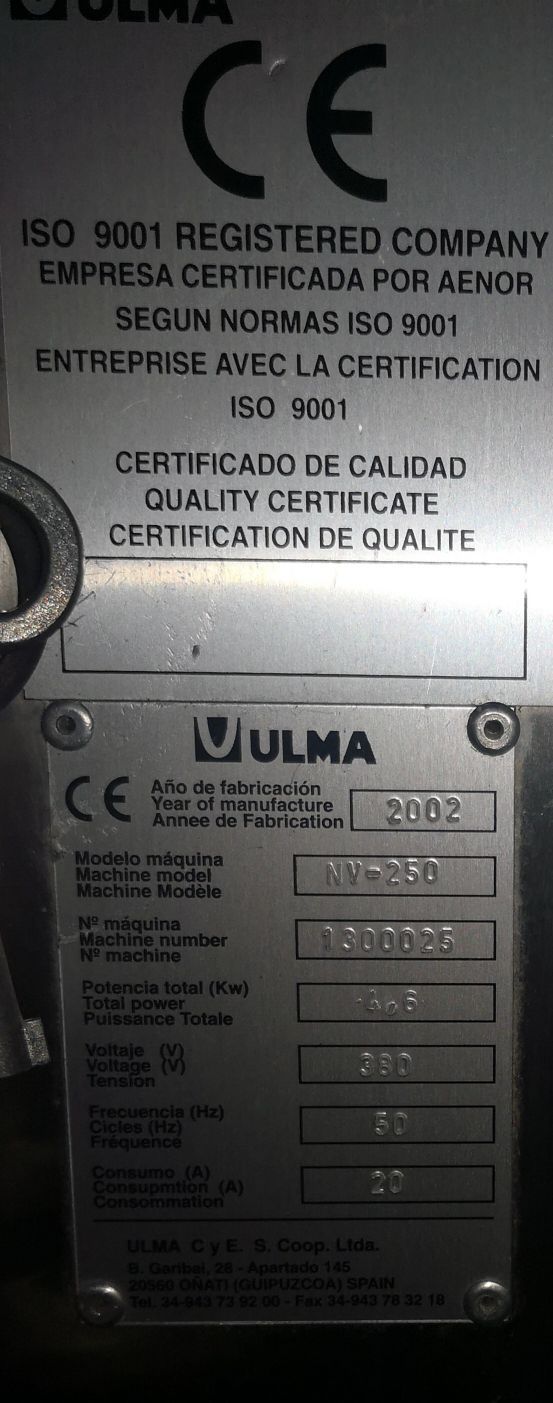 ULMA
CE
ISO 9001 REGISTERED COMPANY
EMPRESA CERTIFICADA POR AENOR
SEGUN NORMAS ISO 9001
ENTREPRISE AVEC LA CERTIFICATION
ISO 9001
CERTIFICADO DE CALIDAD
QUALITY CERTIFICATE
CERTIFICATION DE QUALITE
ULMA
CE
Año de fabricación
Year of manufacture
Annee de Fabrication
2002
Modelo máquina
Machine model
Machine Modèle
NV-250
Nº máquina
Machine number
Nº machine
1300025
Potencia total (Kw)
Total power
Puissance Totale
4,6
Voltaje (V)
Voltage (V)
Tension
380
Frecuencia (Hz)
Cicles (Hz)
Fréquence
50
Consumo (A)
Consupmtion (A)
Consommation
20
ULMA C y E. S. Coop. Ltda.
B. Garibai, 28 - Apartado 145
20560 OÑATI (GUIPUZCOA) SPAIN
Tel. 34-943 73 92 00 - Fax 34-943 78 32 18